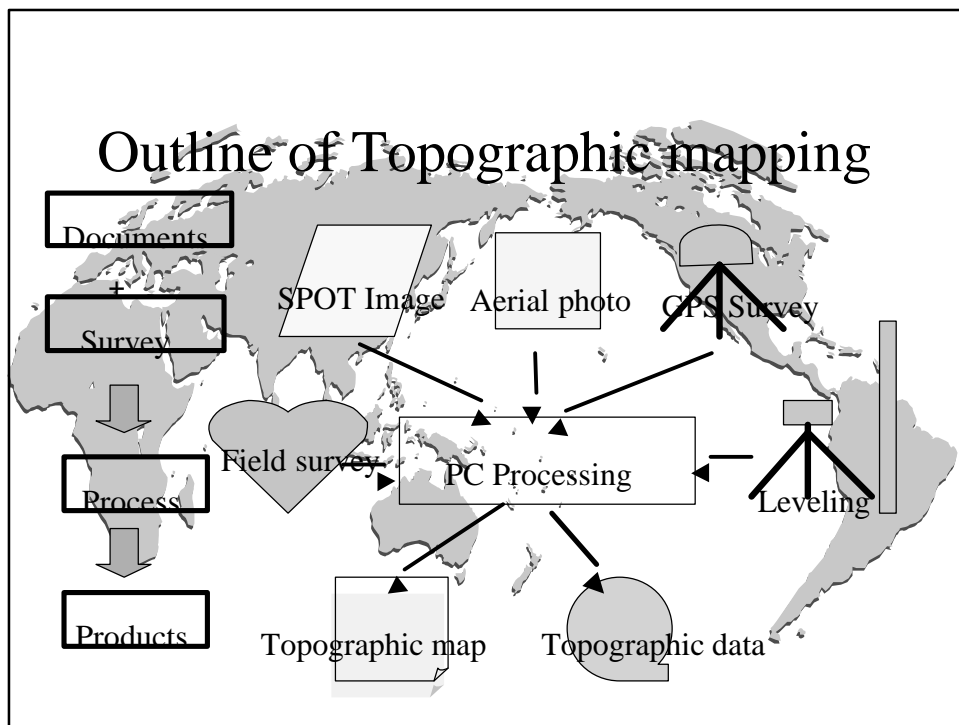 Outline of Topographic mapping
Documents
+
Survey
Process
Products
SPOT Image
Aerial photo
GPS Survey
Field survey
PC Processing
Leveling
Topographic map
Topographic data